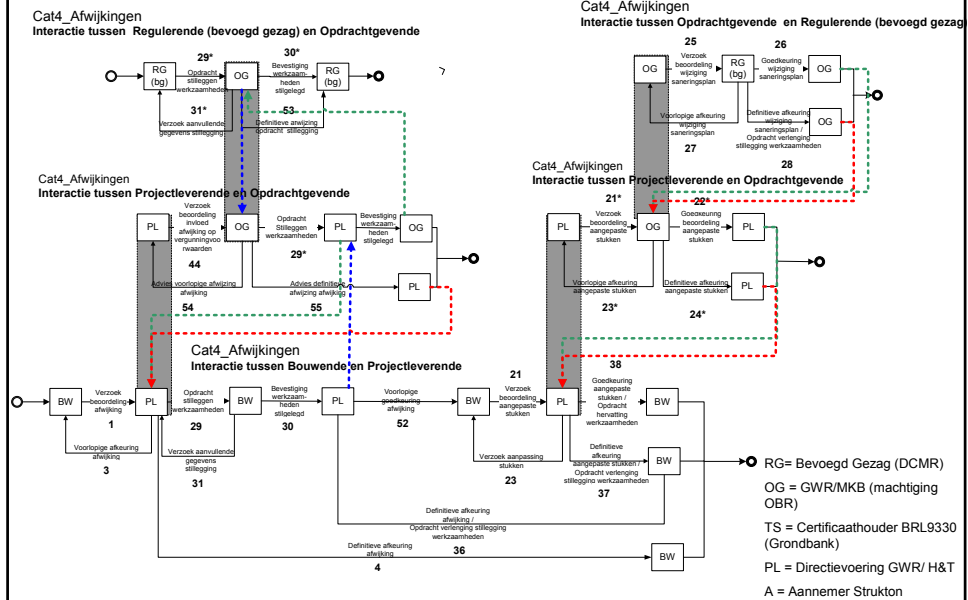 Cat4_Afwijkingen
Interactie tussen Regulerende (bevoegd gezag) en Opdrachtgevende
29*
30*
RG
(bg)
Opdracht
stilleggen
werkzaamheden
OG
Bevestiging
werkzaam-
heden
stilgelegd
RG
(bg)
31*
53
Verzoek aanvullende
gegevens stillegging
Definitieve afwijzing
opdracht stillegging
Cat4_Afwijkingen
Interactie tussen Opdrachtgevende en Regulerende (bevoegd gezag)
25
26
OG
Verzoek
beoordeling
wijziging
saneringsplan
RG
(bg)
Goedkeuring
wijziging
saneringsplan
OG
Voorlopige afkeuring
wijziging
saneringsplan
27
Definitieve afkeuring
wijziging
saneringsplan /
Opdracht verlenging
stillegging werkzaamheden
OG
28
Cat4_Afwijkingen
Interactie tussen Projectleverende en Opdrachtgevende
PL
Verzoek
beoordeling
invloed
afwijking op
vergunningvoo
rwaarden
OG
Opdracht
Stilleggen
werkzaamheden
PL
Bevestiging
werkzaam-
heden
stilgelegd
OG
44
29*
Advies voorlopige afwijzing
afwijking
Advies definitieve
afwijzing afwijking
PL
54
55
Cat4_Afwijkingen
Interactie tussen Projectleverende en Opdrachtgevende
21*
22*
PL
Verzoek
beoordeling
aangepaste
stukken
OG
Goedkeuring
beoordeling
aangepaste
stukken
PL
Voorlopige afkeuring
aangepaste stukken
Definitieve afkeuring
aangepaste stukken
PL
23*
24*
Cat4_Afwijkingen
Interactie tussen Bouwende en Projectleverende
BW
Verzoek
beoordeling
afwijking
PL
Opdracht
stilleggen
werkzaamheden
BW
Bevestiging
werkzaam-
heden
stilgelegd
PL
Voorlopige
goedkeuring
afwijking
BW
21
Verzoek
beoordeling
aangepaste
stukken
PL
38
Goedkeuring
aangepaste
stukken /
Opdracht
hervatting
werkzaamheden
BW
1
29
30
52
Voorlopige afkeuring
afwijking
3
Verzoek aanvullende
gegevens
stillegging
31
Verzoek aanpassing
stukken
23
Definitieve
afkeuring
aangepaste stukken /
Opdracht verlenging
stillegging werkzaamheden
37
BW
Definitieve afkeuring
afwijking /
Opdracht verlenging stillegging
werkzaamheden
36
Definitieve afkeuring
afwijking
4
BW
RG= Bevoegd Gezag (DCMR)
OG = GWR/MKB (machtiging
OBR)
TS = Certificaathouder BRL9330
(Grondbank)
PL = Directievoering GWR/ H&T
A = Aannemer Strukton